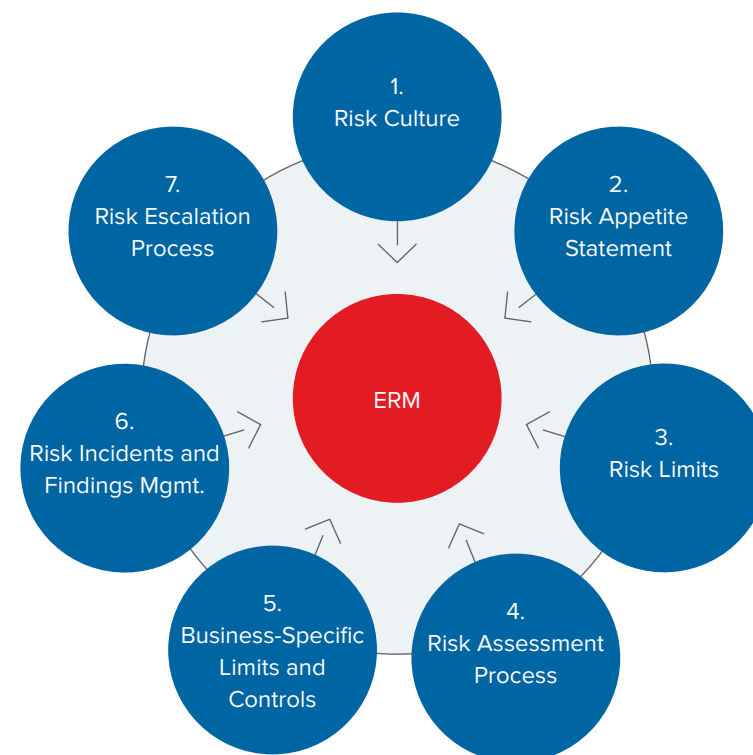 1.
Risk Culture
2.
Risk Appetite
Statement
3.
Risk Limits
4.
Risk Assessment
Process
5.
Business-Specific
Limits and
Controls
6.
Risk Incidents and
Findings Mgmt.
7.
Risk Escalation
Process
ERM